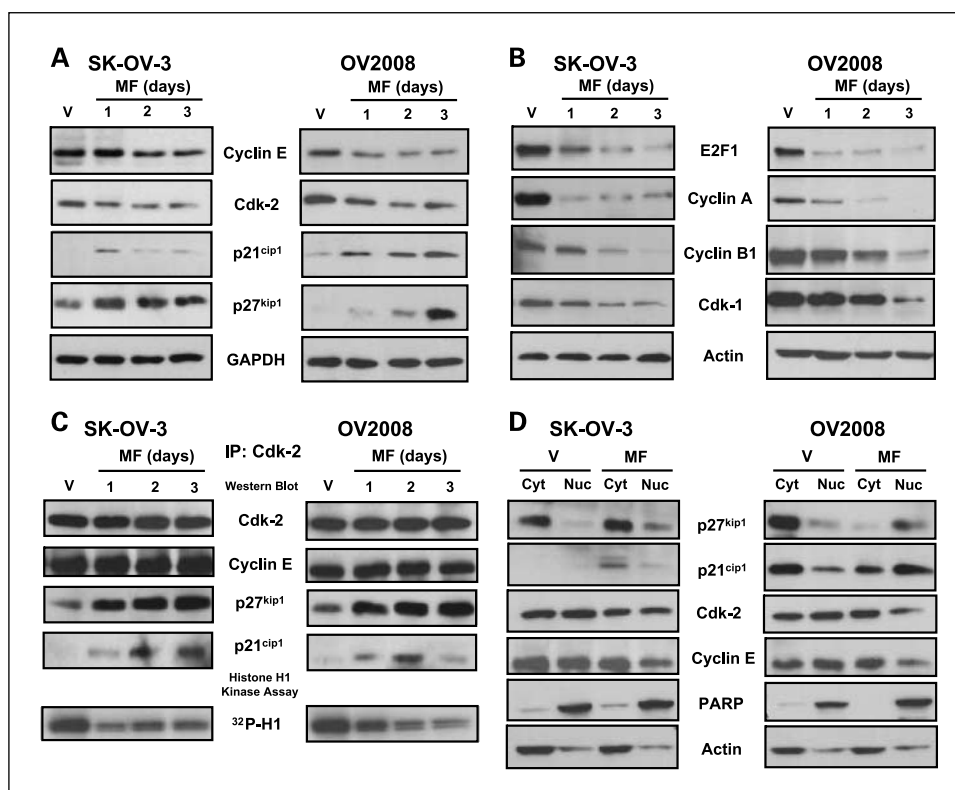 A
SK-OV-3
OV2008
MF (days)
MF (days)
V 1 2 3
V 1 2 3
Cyclin E
Cdk-2
p21cip1
p27kip1
GAPDH
B
SK-OV-3
OV2008
MF (days)
MF (days)
V 1 2 3
V 1 2 3
E2F1
Cyclin A
Cyclin B1
Cdk-1
Actin
C
SK-OV-3
OV2008
IP: Cdk-2
MF (days)
MF (days)
V 1 2 3
Western Blot
V 1 2 3
Cdk-2
Cyclin E
p27kip1
p21cip1
Histone H1
Kinase Assay
32P-H1
D
SK-OV-3
OV2008
V MF
V MF
Cyt Nuc Cyt Nuc
Cyt Nuc Cyt Nuc
p27kip1
p21cip1
Cdk-2
Cyclin E
PARP
Actin